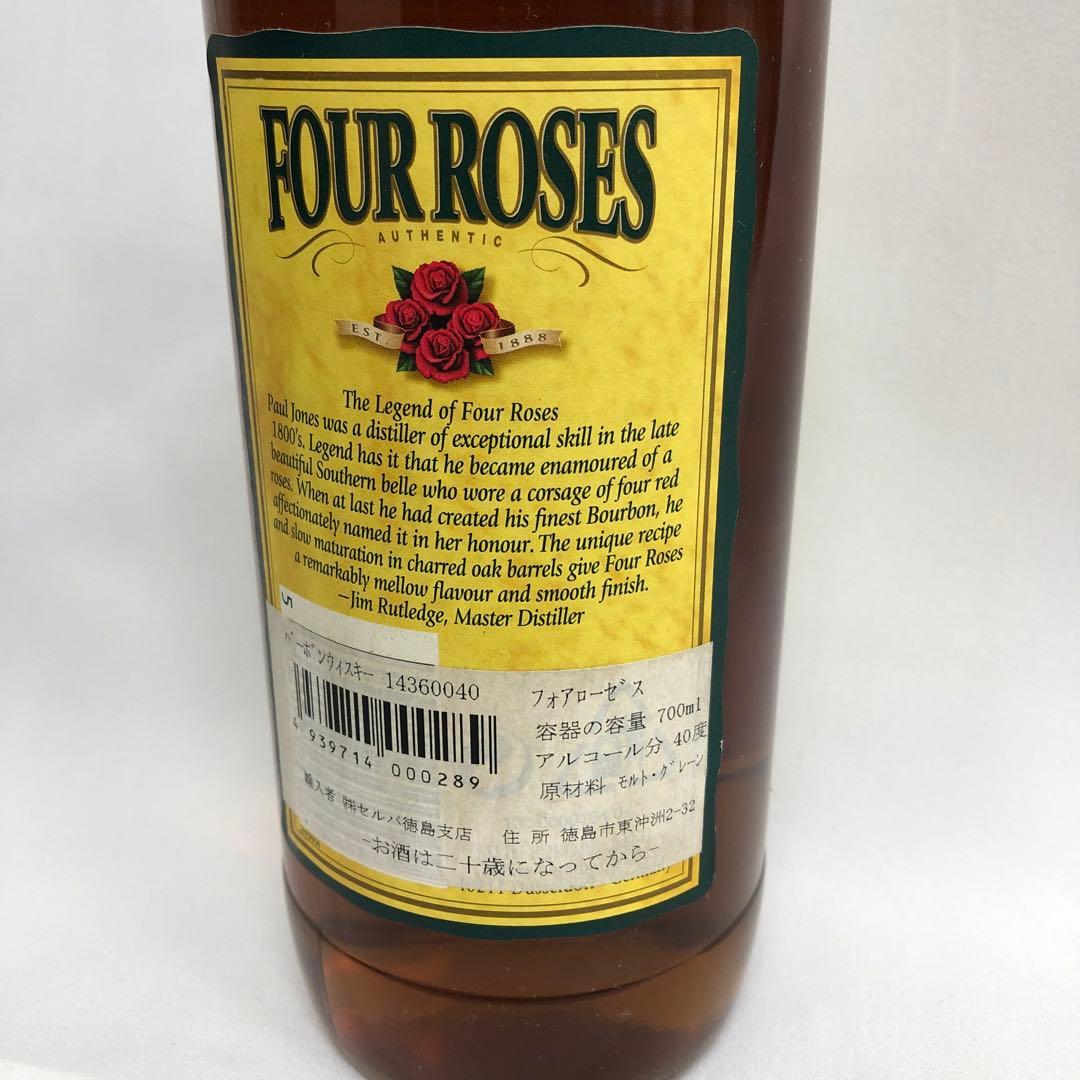 FOUR ROSES
AUTHENTIC
EST. 1888
The Legend of Four Roses
Paul Jones was a distiller of exceptional skill in the late
1800's. Legend has it that he became enamoured of a
beautiful Southern belle who wore a corsage of four red
roses. When at last he had created his finest Bourbon, he
affectionately named it in her honour. The unique recipe
and slow maturation in charred oak barrels give Four Roses
a remarkably mellow flavour and smooth finish.
—Jim Rutledge, Master Distiller
5
バーボンウィスキー 14360040
フォアローゼス
容器の容量 700ml
アルコール分 40度
原材料 モルト・グレーン
4 939714 000289
輸入者 ㈱セルバ徳島支店 住所 徳島市東沖洲2-32
-お酒は二十歳になってから-